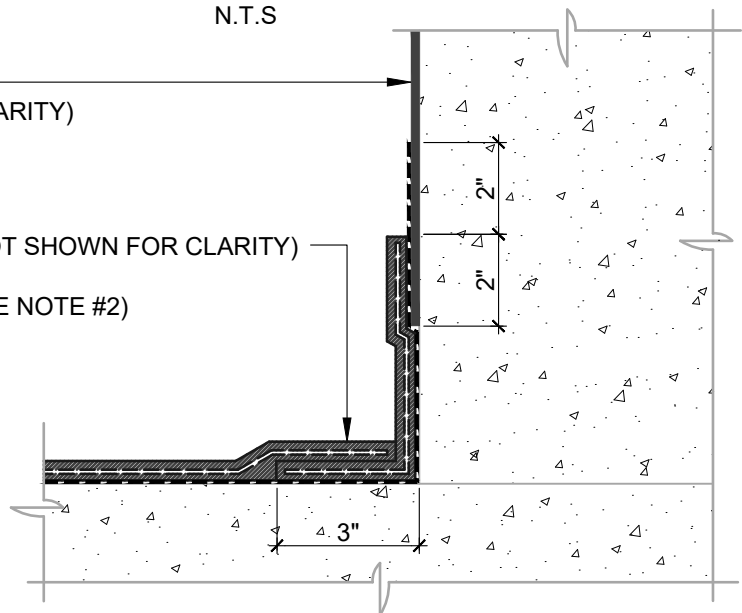 N.T.S
ARITY)
2"
OT SHOWN FOR CLARITY)
2"
E NOTE #2)
3"